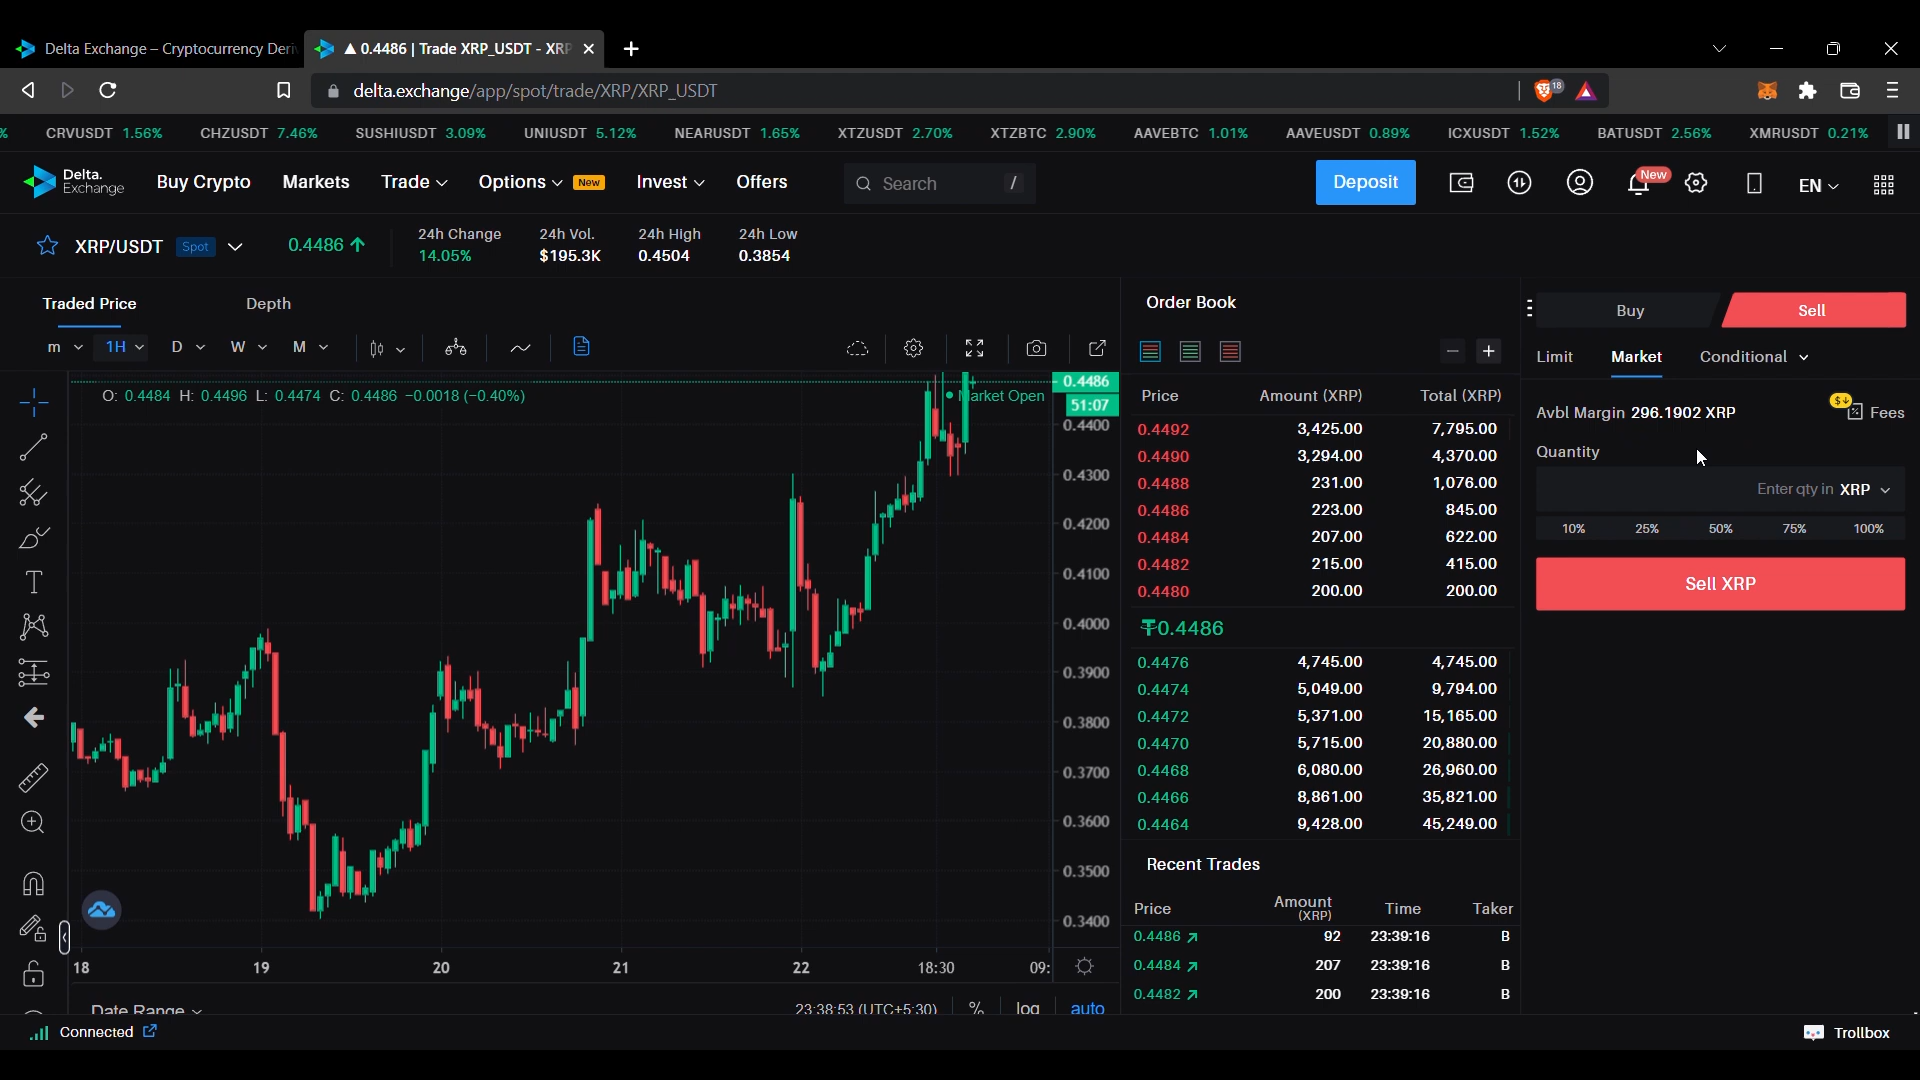 Delta Exchange – Cryptocurrency Deri
▲ 0.4486 | Trade XRP_USDT - XRP
delta.exchange/app/spot/trade/XRP/XRP_USDT
18
% CRVUSDT 1.56% CHZUSDT 7.46% SUSHIUSDT 3.09% UNIUSDT 5.12% NEARUSDT 1.65% XTZUSDT 2.70% XTZBTC 2.90% AAVEBTC 1.01% AAVEUSDT 0.89% ICXUSDT 1.52% BATUSDT 2.56% XMRUSDT 0.21%
Delta.
Exchange
Buy Crypto Markets Trade Options New Invest Offers Search / Deposit New EN
XRP/USDT Spot 0.4486 ↑
24h Change 24h Vol. 24h High 24h Low
14.05% $195.3K 0.4504 0.3854
Traded Price Depth
m 1H D W M
O: 0.4484 H: 0.4496 L: 0.4474 C: 0.4486 −0.0018 (−0.40%)
Market Open
0.4486
51:07
0.4400
0.4300
0.4200
0.4100
0.4000
0.3900
0.3800
0.3700
0.3600
0.3500
0.3400
18 19 20 21 22 18:30 09:
Date Range 23:38:53 (UTC+5:30) % log auto
Order Book
Price Amount (XRP) Total (XRP)
0.4492 3,425.00 7,795.00
0.4490 3,294.00 4,370.00
0.4488 231.00 1,076.00
0.4486 223.00 845.00
0.4484 207.00 622.00
0.4482 215.00 415.00
0.4480 200.00 200.00
₮0.4486
0.4476 4,745.00 4,745.00
0.4474 5,049.00 9,794.00
0.4472 5,371.00 15,165.00
0.4470 5,715.00 20,880.00
0.4468 6,080.00 26,960.00
0.4466 8,861.00 35,821.00
0.4464 9,428.00 45,249.00
Recent Trades
Price Amount (XRP) Time Taker
0.4486 ↗ 92 23:39:16 B
0.4484 ↗ 207 23:39:16 B
0.4482 ↗ 200 23:39:16 B
Buy Sell
Limit Market Conditional
Avbl Margin 296.1902 XRP Fees
Quantity
Enter qty in XRP
10% 25% 50% 75% 100%
Sell XRP
Connected
Trollbox